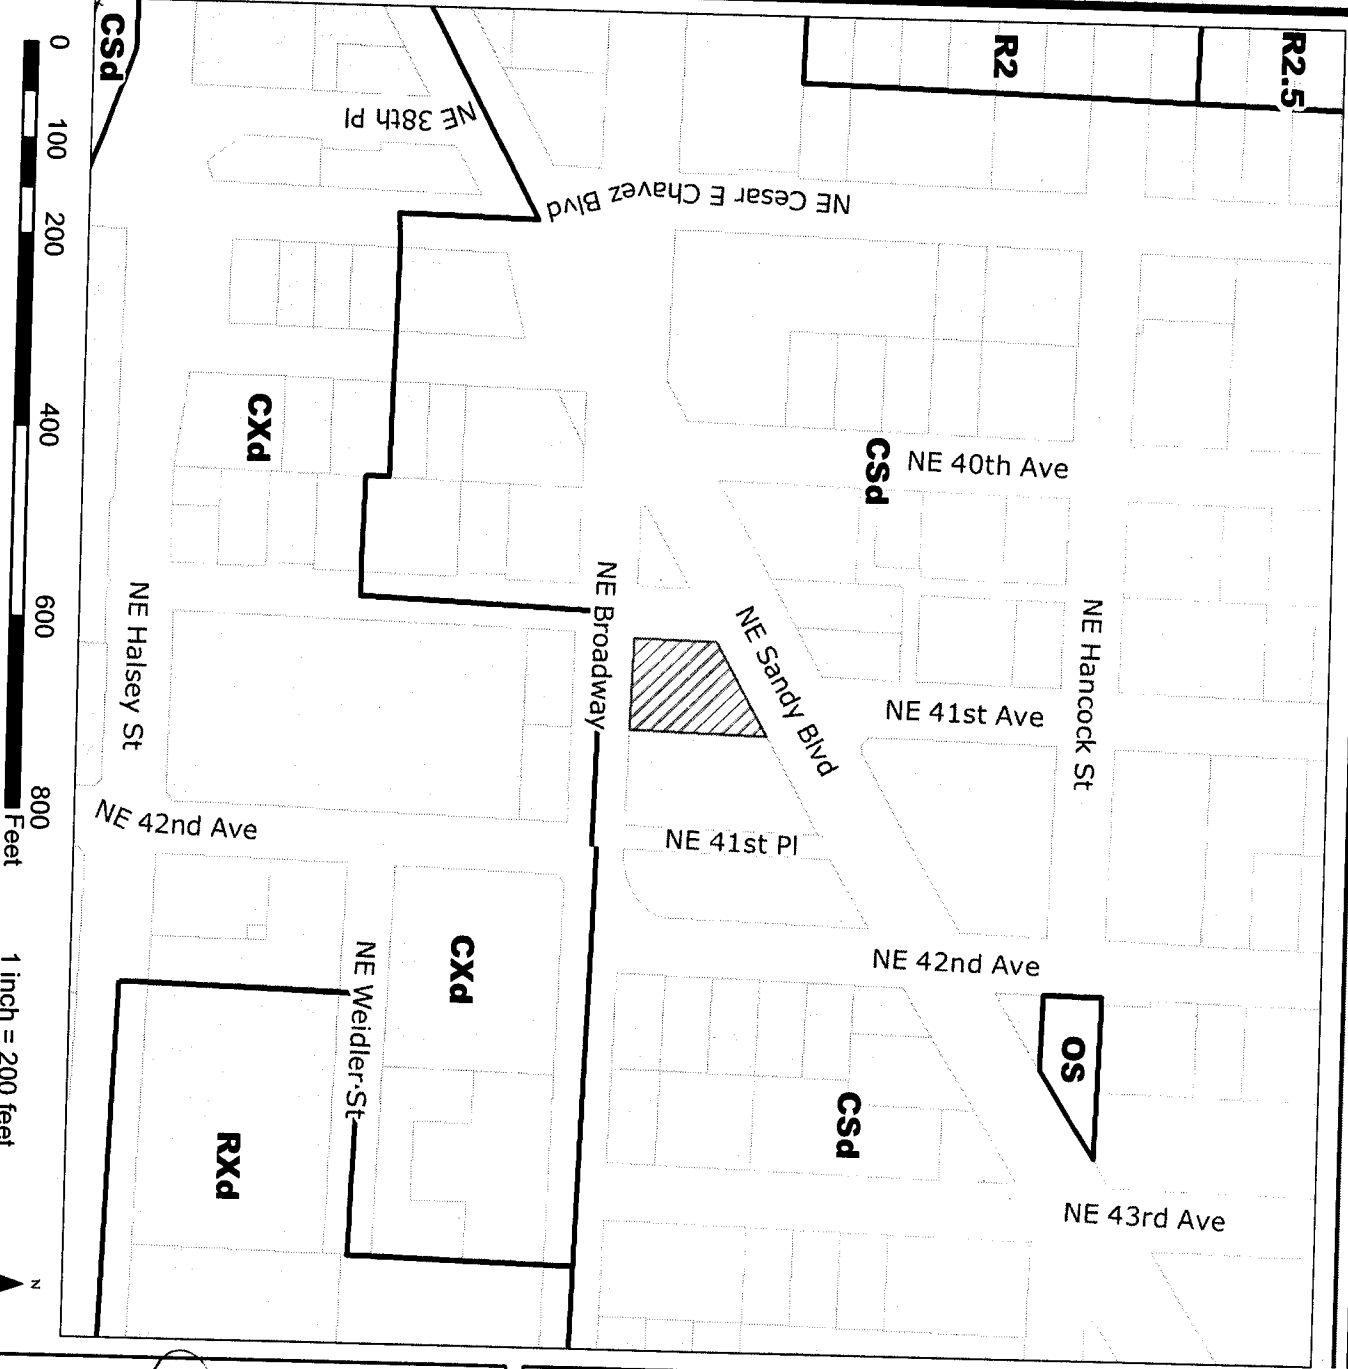 R2.5
R2
CSd
NE 38th Pl
NE Cesar E Chavez Blvd
CXd
CSd
NE 40th Ave
NE Broadway
NE Halsey St
NE Sandy Blvd
NE Hancock St
NE 41st Ave
NE 42nd Ave
NE 41st Pl
NE 42nd Ave
CXd
NE Weidler St
OS
CSd
RXd
NE 43rd Ave
0 100 200 400 600 800
Feet
1 inch = 200 feet
N